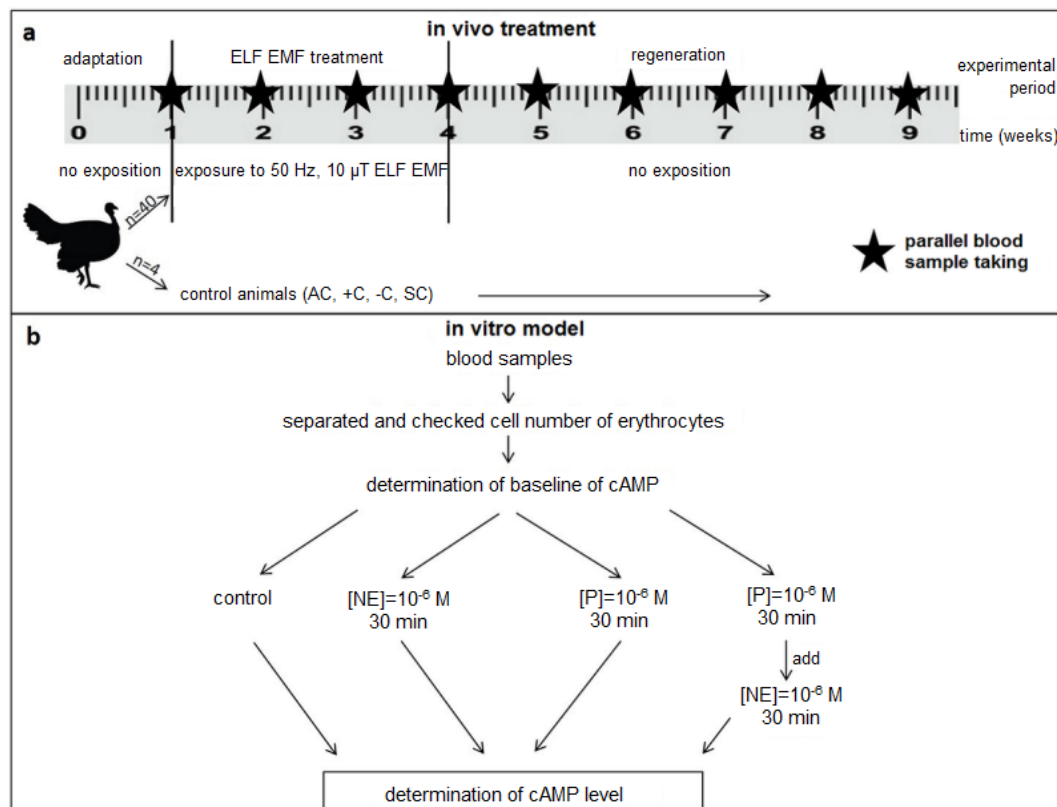 a
in vivo treatment
adaptation
ELF EMF treatment
regeneration
experimental
period
0 1 2 3 4 5 6 7 8 9
time (weeks)
no exposition
exposure to 50 Hz, 10 µT ELF EMF
no exposition
n=40
n=4
parallel blood
sample taking
control animals (AC, +C, -C, SC)
b
in vitro model
blood samples
separated and checked cell number of erythrocytes
determination of baseline of cAMP
control
[NE]=10⁻⁶ M
30 min
[P]=10⁻⁶ M
30 min
[P]=10⁻⁶ M
30 min
add
[NE]=10⁻⁶ M
30 min
determination of cAMP level